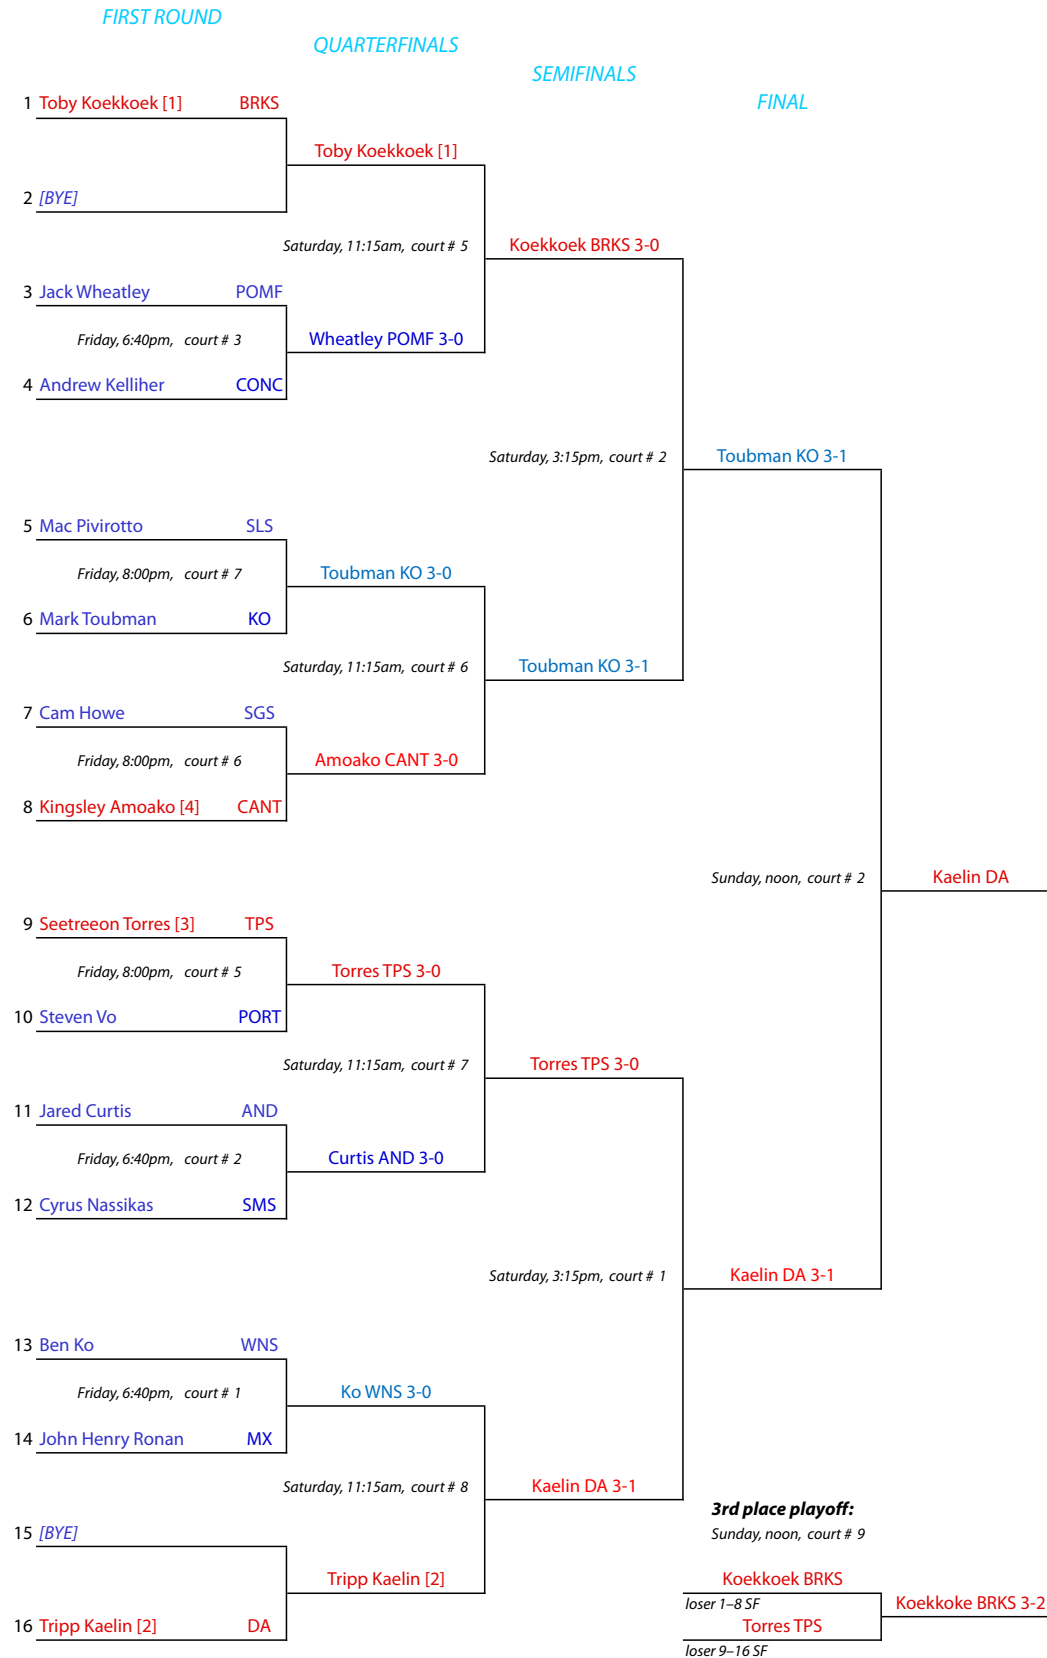 FIRST ROUND
QUARTERFINALS
SEMIFINALS
FINAL
1 Toby Koekkoek [1] BRKS
Toby Koekkoek [1]
2 [BYE]
Saturday, 11:15am, court # 5
Koekkoek BRKS 3-0
3 Jack Wheatley POMF
Friday, 6:40pm, court # 3
Wheatley POMF 3-0
4 Andrew Kelliher CONC
Saturday, 3:15pm, court # 2
Toubman KO 3-1
5 Mac Pivirotto SLS
Friday, 8:00pm, court # 7
Toubman KO 3-0
6 Mark Toubman KO
Saturday, 11:15am, court # 6
Toubman KO 3-1
7 Cam Howe SGS
Friday, 8:00pm, court # 6
Amoako CANT 3-0
8 Kingsley Amoako [4] CANT
Sunday, noon, court # 2
Kaelin DA
9 Seetreeon Torres [3] TPS
Friday, 8:00pm, court # 5
Torres TPS 3-0
10 Steven Vo PORT
Saturday, 11:15am, court # 7
Torres TPS 3-0
11 Jared Curtis AND
Friday, 6:40pm, court # 2
Curtis AND 3-0
12 Cyrus Nassikas SMS
Saturday, 3:15pm, court # 1
Kaelin DA 3-1
13 Ben Ko WNS
Friday, 6:40pm, court # 1
Ko WNS 3-0
14 John Henry Ronan MX
Saturday, 11:15am, court # 8
Kaelin DA 3-1
15 [BYE]
Tripp Kaelin [2]
16 Tripp Kaelin [2] DA
3rd place playoff:
Sunday, noon, court # 9
Koekkoek BRKS
loser 1–8 SF
Koekkoke BRKS 3-2
Torres TPS
loser 9–16 SF